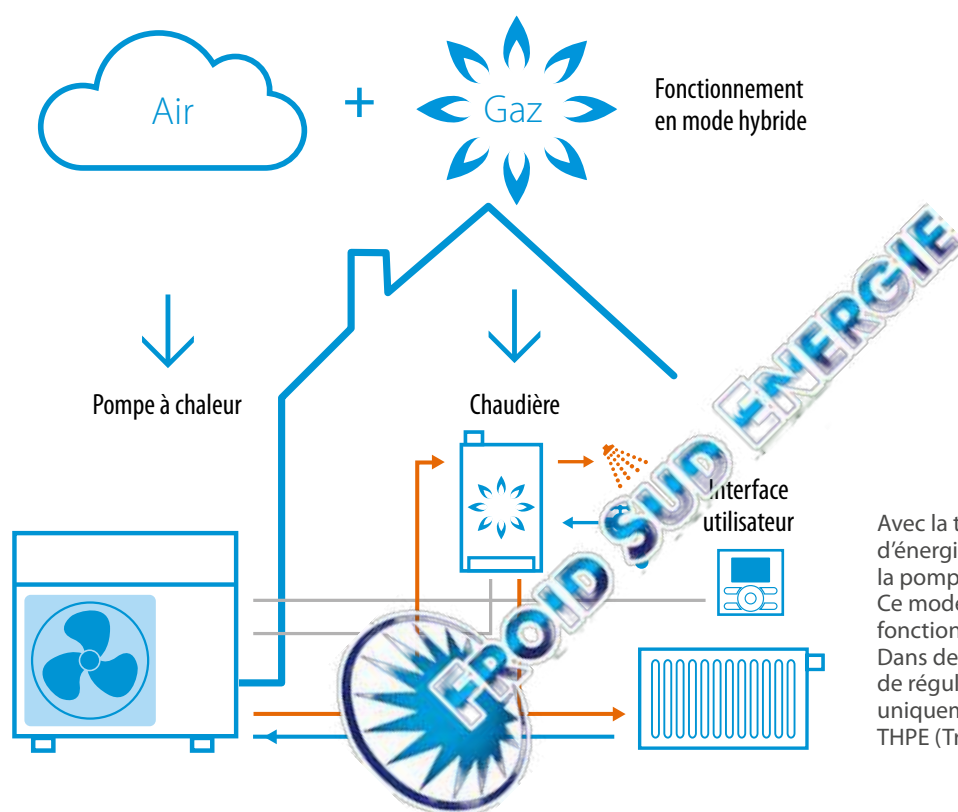 Air
+
Gaz
Fonctionnement
en mode hybride
Pompe à chaleur
Chaudière
Interface
utilisateur
FROID SUD ENERGIE
Avec la
d'énergi
la pomp
Ce mode
fonction
Dans de
de régul
uniquem
THPE (Tr